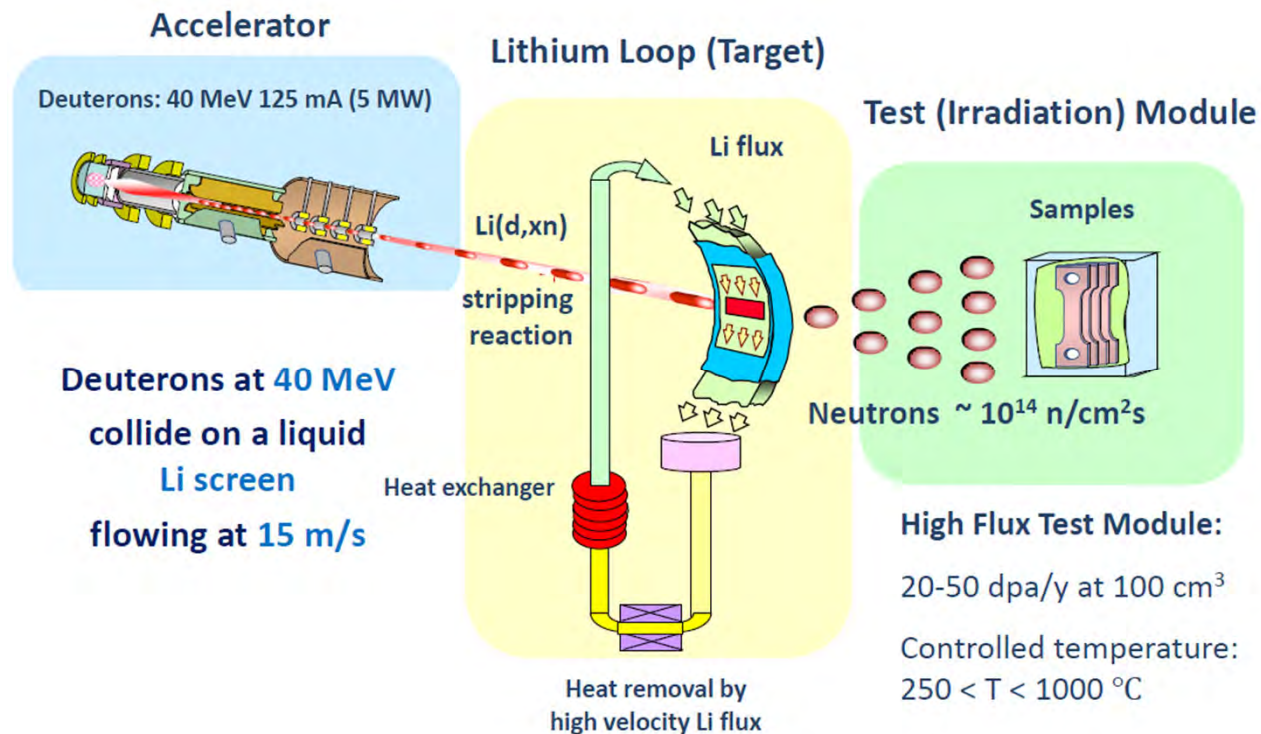 Accelerator
Deuterons: 40 MeV 125 mA (5 MW)
Deuterons at 40 MeV
collide on a liquid
Li screen
flowing at 15 m/s
Lithium Loop (Target)
Li flux
Li(d,xn)
stripping
reaction
Heat exchanger
Heat removal by
high velocity Li flux
Test (Irradiation) Module
Samples
Neutrons ~ 10¹⁴ n/cm²s
High Flux Test Module:
20-50 dpa/y at 100 cm³
Controlled temperature:
250 < T < 1000 °C